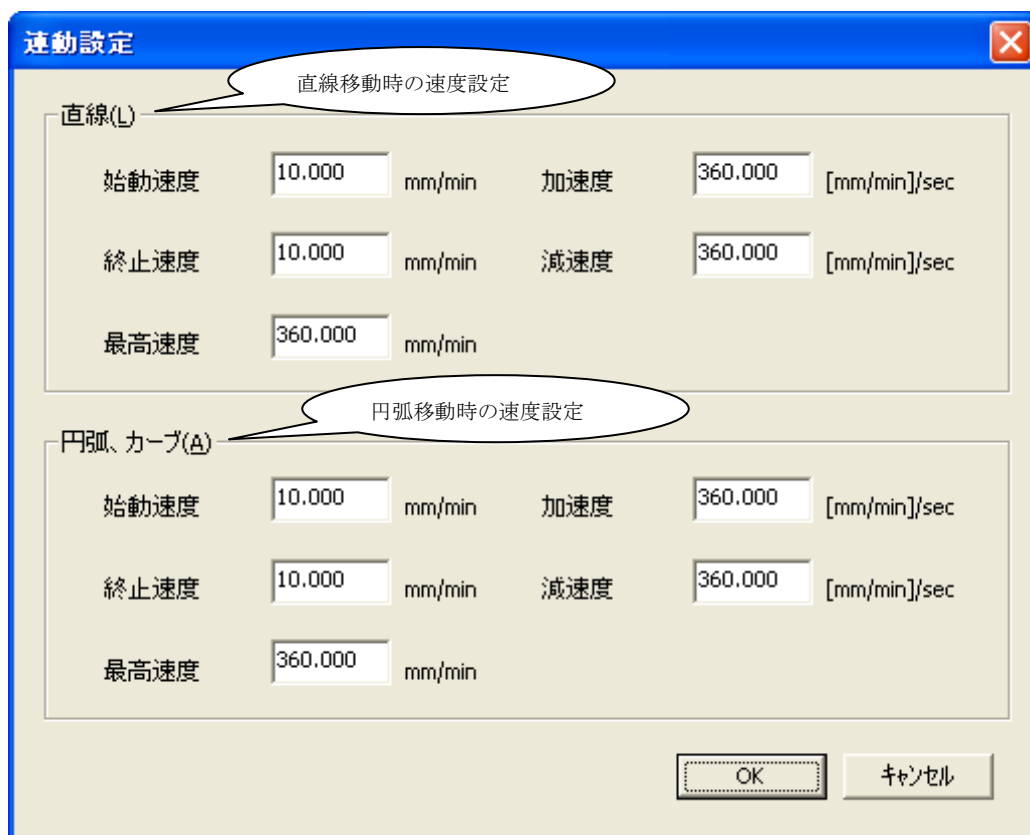 連動設定
直線移動時の速度設定
直線(L)
始動速度 10.000 mm/min 加速度 360.000 [mm/min]/sec
終止速度 10.000 mm/min 減速度 360.000 [mm/min]/sec
最高速度 360.000 mm/min
円弧移動時の速度設定
円弧、カーブ(A)
始動速度 10.000 mm/min 加速度 360.000 [mm/min]/sec
終止速度 10.000 mm/min 減速度 360.000 [mm/min]/sec
最高速度 360.000 mm/min
OK キャンセル